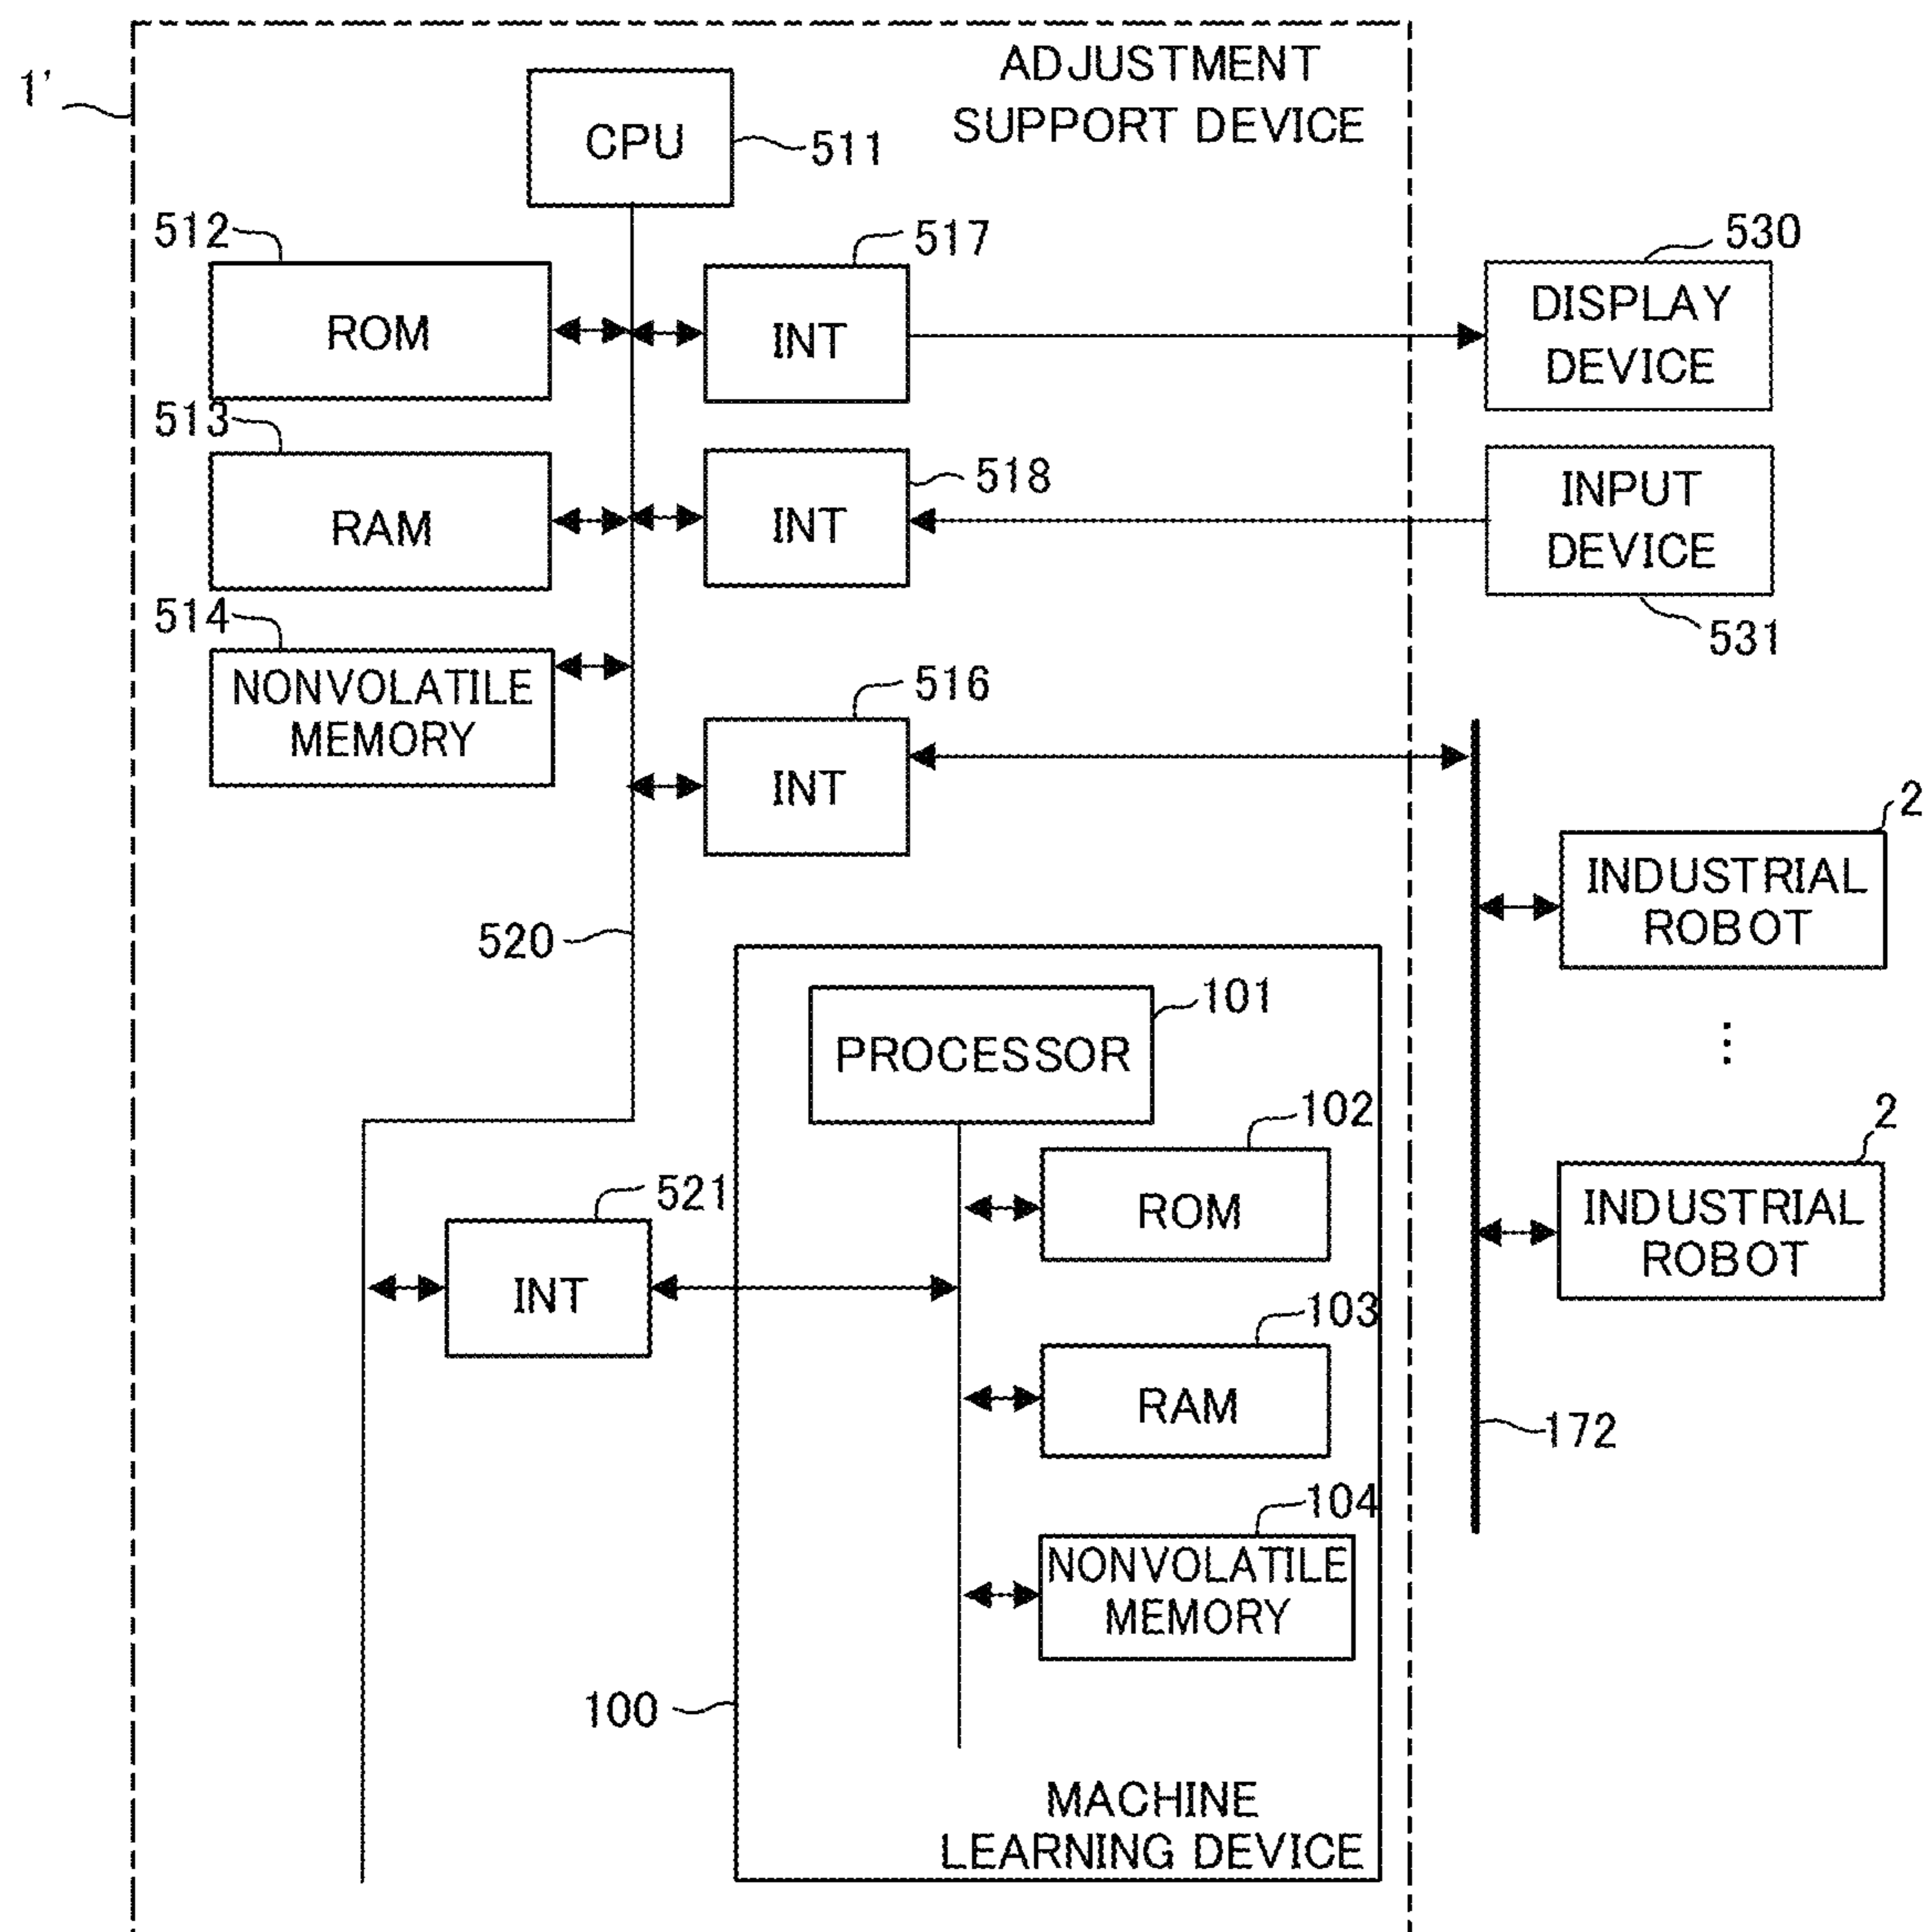 1'
ADJUSTMENT
SUPPORT DEVICE
CPU
511
512
ROM
517
INT
530
DISPLAY
DEVICE
513
RAM
518
INT
INPUT
DEVICE
531
514
NONVOLATILE
MEMORY
516
INT
2
INDUSTRIAL
ROBOT
520
101
PROCESSOR
⋮
102
ROM
2
INDUSTRIAL
ROBOT
521
INT
103
RAM
172
104
NONVOLATILE
MEMORY
100
MACHINE
LEARNING DEVICE